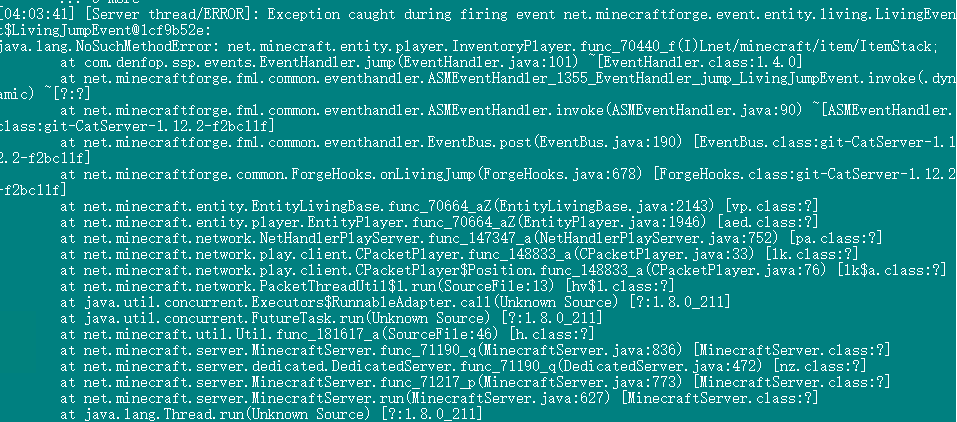 ... 9 more
[04:03:41] [Server thread/ERROR]: Exception caught during firing event net.minecraftforge.event.entity.living.LivingEven
t$LivingJumpEvent@1cf9b52e:
java.lang.NoSuchMethodError: net.minecraft.entity.player.InventoryPlayer.func_70440_f(I)Lnet/minecraft/item/ItemStack;
at com.denfop.ssp.events.EventHandler.jump(EventHandler.java:101) ~[EventHandler.class:1.4.0]
at net.minecraftforge.fml.common.eventhandler.ASMEventHandler_1355_EventHandler_jump_LivingJumpEvent.invoke(.dyn
amic) ~[?:?]
at net.minecraftforge.fml.common.eventhandler.ASMEventHandler.invoke(ASMEventHandler.java:90) ~[ASMEventHandler.
class:git-CatServer-1.12.2-f2bc11f]
at net.minecraftforge.fml.common.eventhandler.EventBus.post(EventBus.java:190) [EventBus.class:git-CatServer-1.1
2.2-f2bc11f]
at net.minecraftforge.common.ForgeHooks.onLivingJump(ForgeHooks.java:678) [ForgeHooks.class:git-CatServer-1.12.2
-f2bc11f]
at net.minecraft.entity.EntityLivingBase.func_70664_aZ(EntityLivingBase.java:2143) [vp.class:?]
at net.minecraft.entity.player.EntityPlayer.func_70664_aZ(EntityPlayer.java:1946) [aed.class:?]
at net.minecraft.network.NetHandlerPlayServer.func_147347_a(NetHandlerPlayServer.java:752) [pa.class:?]
at net.minecraft.network.play.client.CPacketPlayer.func_148833_a(CPacketPlayer.java:33) [lk.class:?]
at net.minecraft.network.play.client.CPacketPlayer$Position.func_148833_a(CPacketPlayer.java:76) [lk$a.class:?]
at net.minecraft.network.PacketThreadUtil$1.run(SourceFile:13) [hv$1.class:?]
at java.util.concurrent.Executors$RunnableAdapter.call(Unknown Source) [?:1.8.0_211]
at java.util.concurrent.FutureTask.run(Unknown Source) [?:1.8.0_211]
at net.minecraft.util.Util.func_181617_a(SourceFile:46) [h.class:?]
at net.minecraft.server.MinecraftServer.func_71190_q(MinecraftServer.java:836) [MinecraftServer.class:?]
at net.minecraft.server.dedicated.DedicatedServer.func_71190_q(DedicatedServer.java:472) [nz.class:?]
at net.minecraft.server.MinecraftServer.func_71217_p(MinecraftServer.java:773) [MinecraftServer.class:?]
at net.minecraft.server.MinecraftServer.run(MinecraftServer.java:627) [MinecraftServer.class:?]
at java.lang.Thread.run(Unknown Source) [?:1.8.0_211]